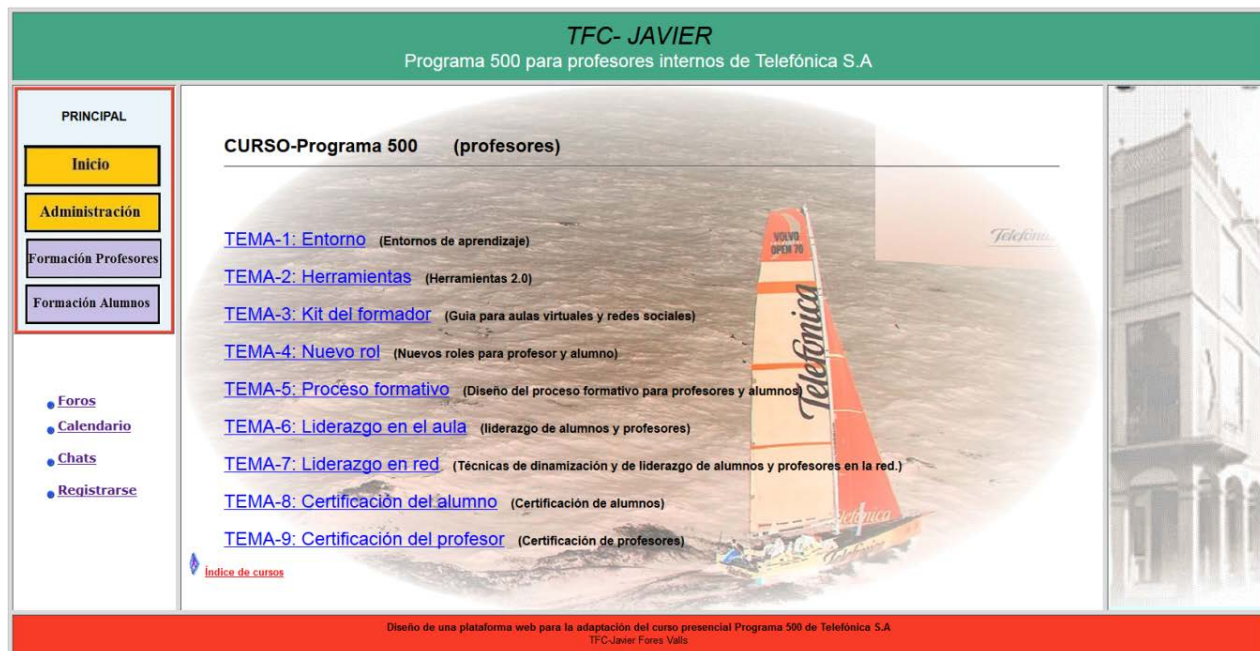 TFC- JAVIER
Programa 500 para profesores internos de Telefónica S.A
PRINCIPAL
Inicio
Administración
Formación Profesores
Formación Alumnos
Foros
Calendario
Chats
Registrarse
CURSO-Programa 500 (profesores)
TEMA-1: Entorno (Entornos de aprendizaje)
TEMA-2: Herramientas (Herramientas 2.0)
TEMA-3: Kit del formador (Guia para aulas virtuales y redes sociales)
TEMA-4: Nuevo rol (Nuevos roles para profesor y alumno)
TEMA-5: Proceso formativo (Diseño del proceso formativo para profesores y alumnos)
TEMA-6: Liderazgo en el aula (liderazgo de alumnos y profesores)
TEMA-7: Liderazgo en red (Técnicas de dinamización y de liderazgo de alumnos y profesores en la red.)
TEMA-8: Certificación del alumno (Certificación de alumnos)
TEMA-9: Certificación del profesor (Certificación de profesores)
Índice de cursos
VOLVO
OPEN 70
Telefónica
Telefónica
Telefónica
Diseño de una plataforma web para la adaptación del curso presencial Programa 500 de Telefónica S.A
TFC-Javier Fores Valls